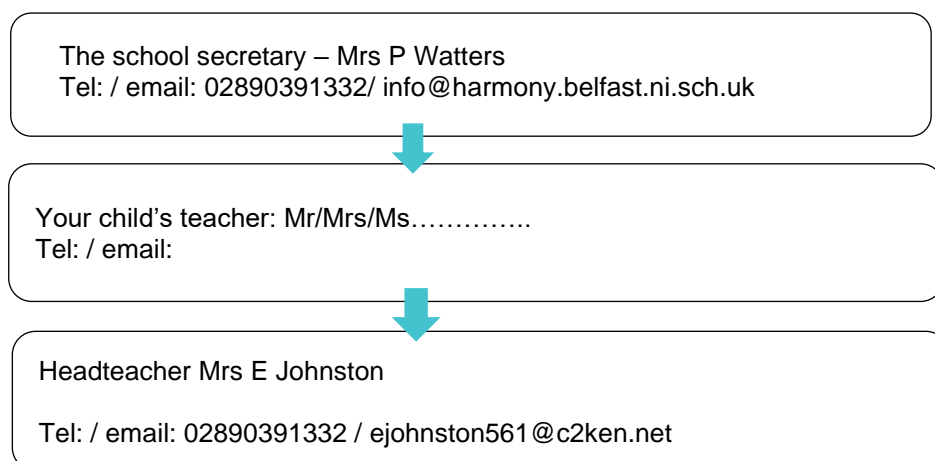 The school secretary – Mrs P Watters
Tel: / email: 02890391332/ info@harmony.belfast.ni.sch.uk
Your child’s teacher: Mr/Mrs/Ms…………..
Tel: / email:
Headteacher Mrs E Johnston
Tel: / email: 02890391332 / ejohnston561@c2ken.net